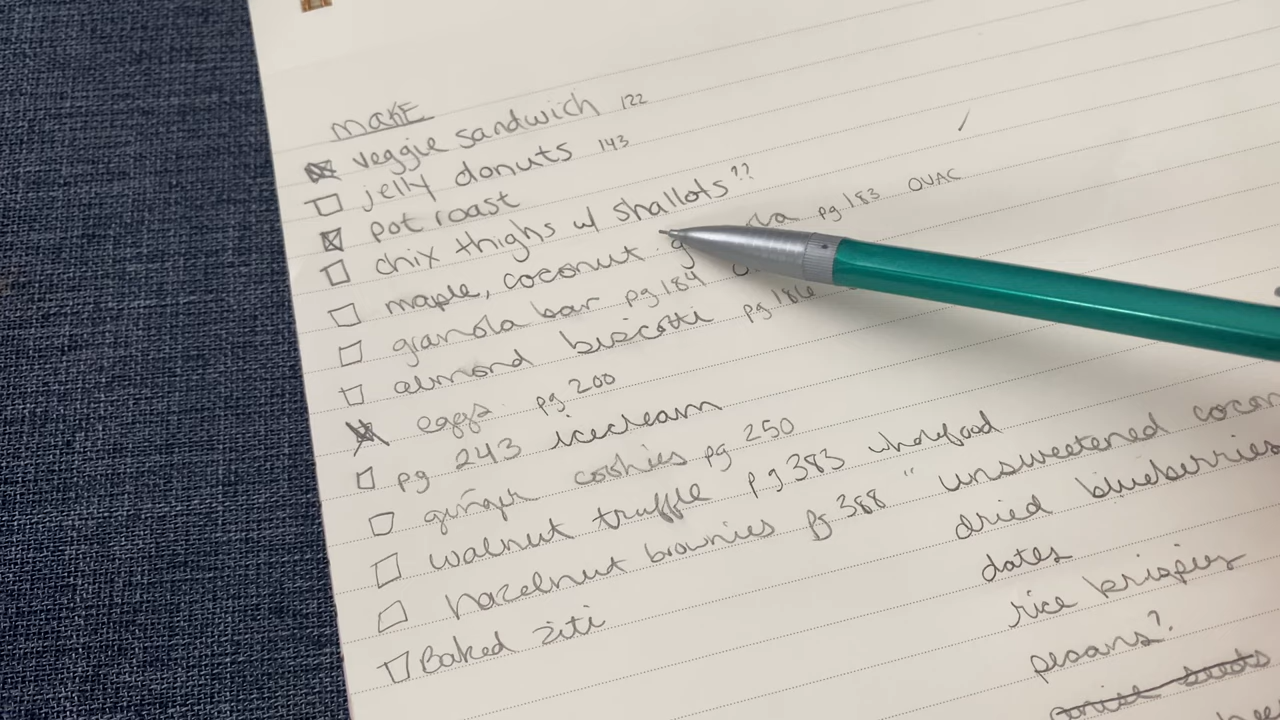 MAKE
veggie sandwich 122
jelly donuts 143
pot roast
chix thighs w/ shallots??
maple, coconut pg 183 OVAC
granola bar pg 184
almond biscotti pg 186
eggs pg 200
pg 243 icecream
ginger cookies pg 250
walnut truffle pg 383 wholefood
hazelnut brownies pg 388 "
Baked ziti
unsweetened
dried blueberries
dates
rice krispies
pecans?
seeds